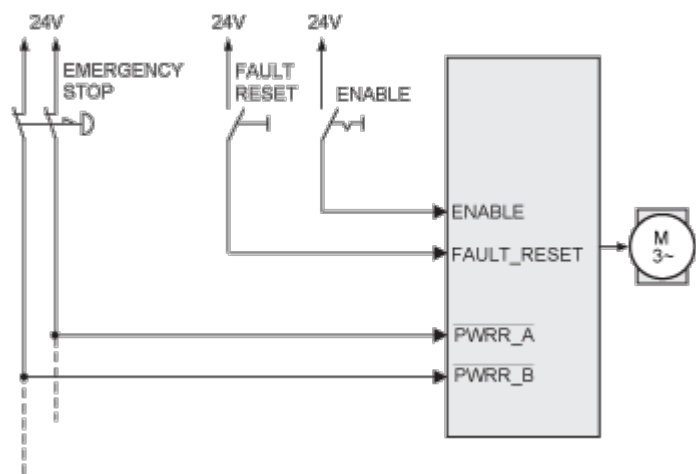 24V
24V
24V
EMERGENCY
STOP
FAULT
RESET
ENABLE
ENABLE
FAULT_RESET
PWRR_A
PWRR_B
M
3~